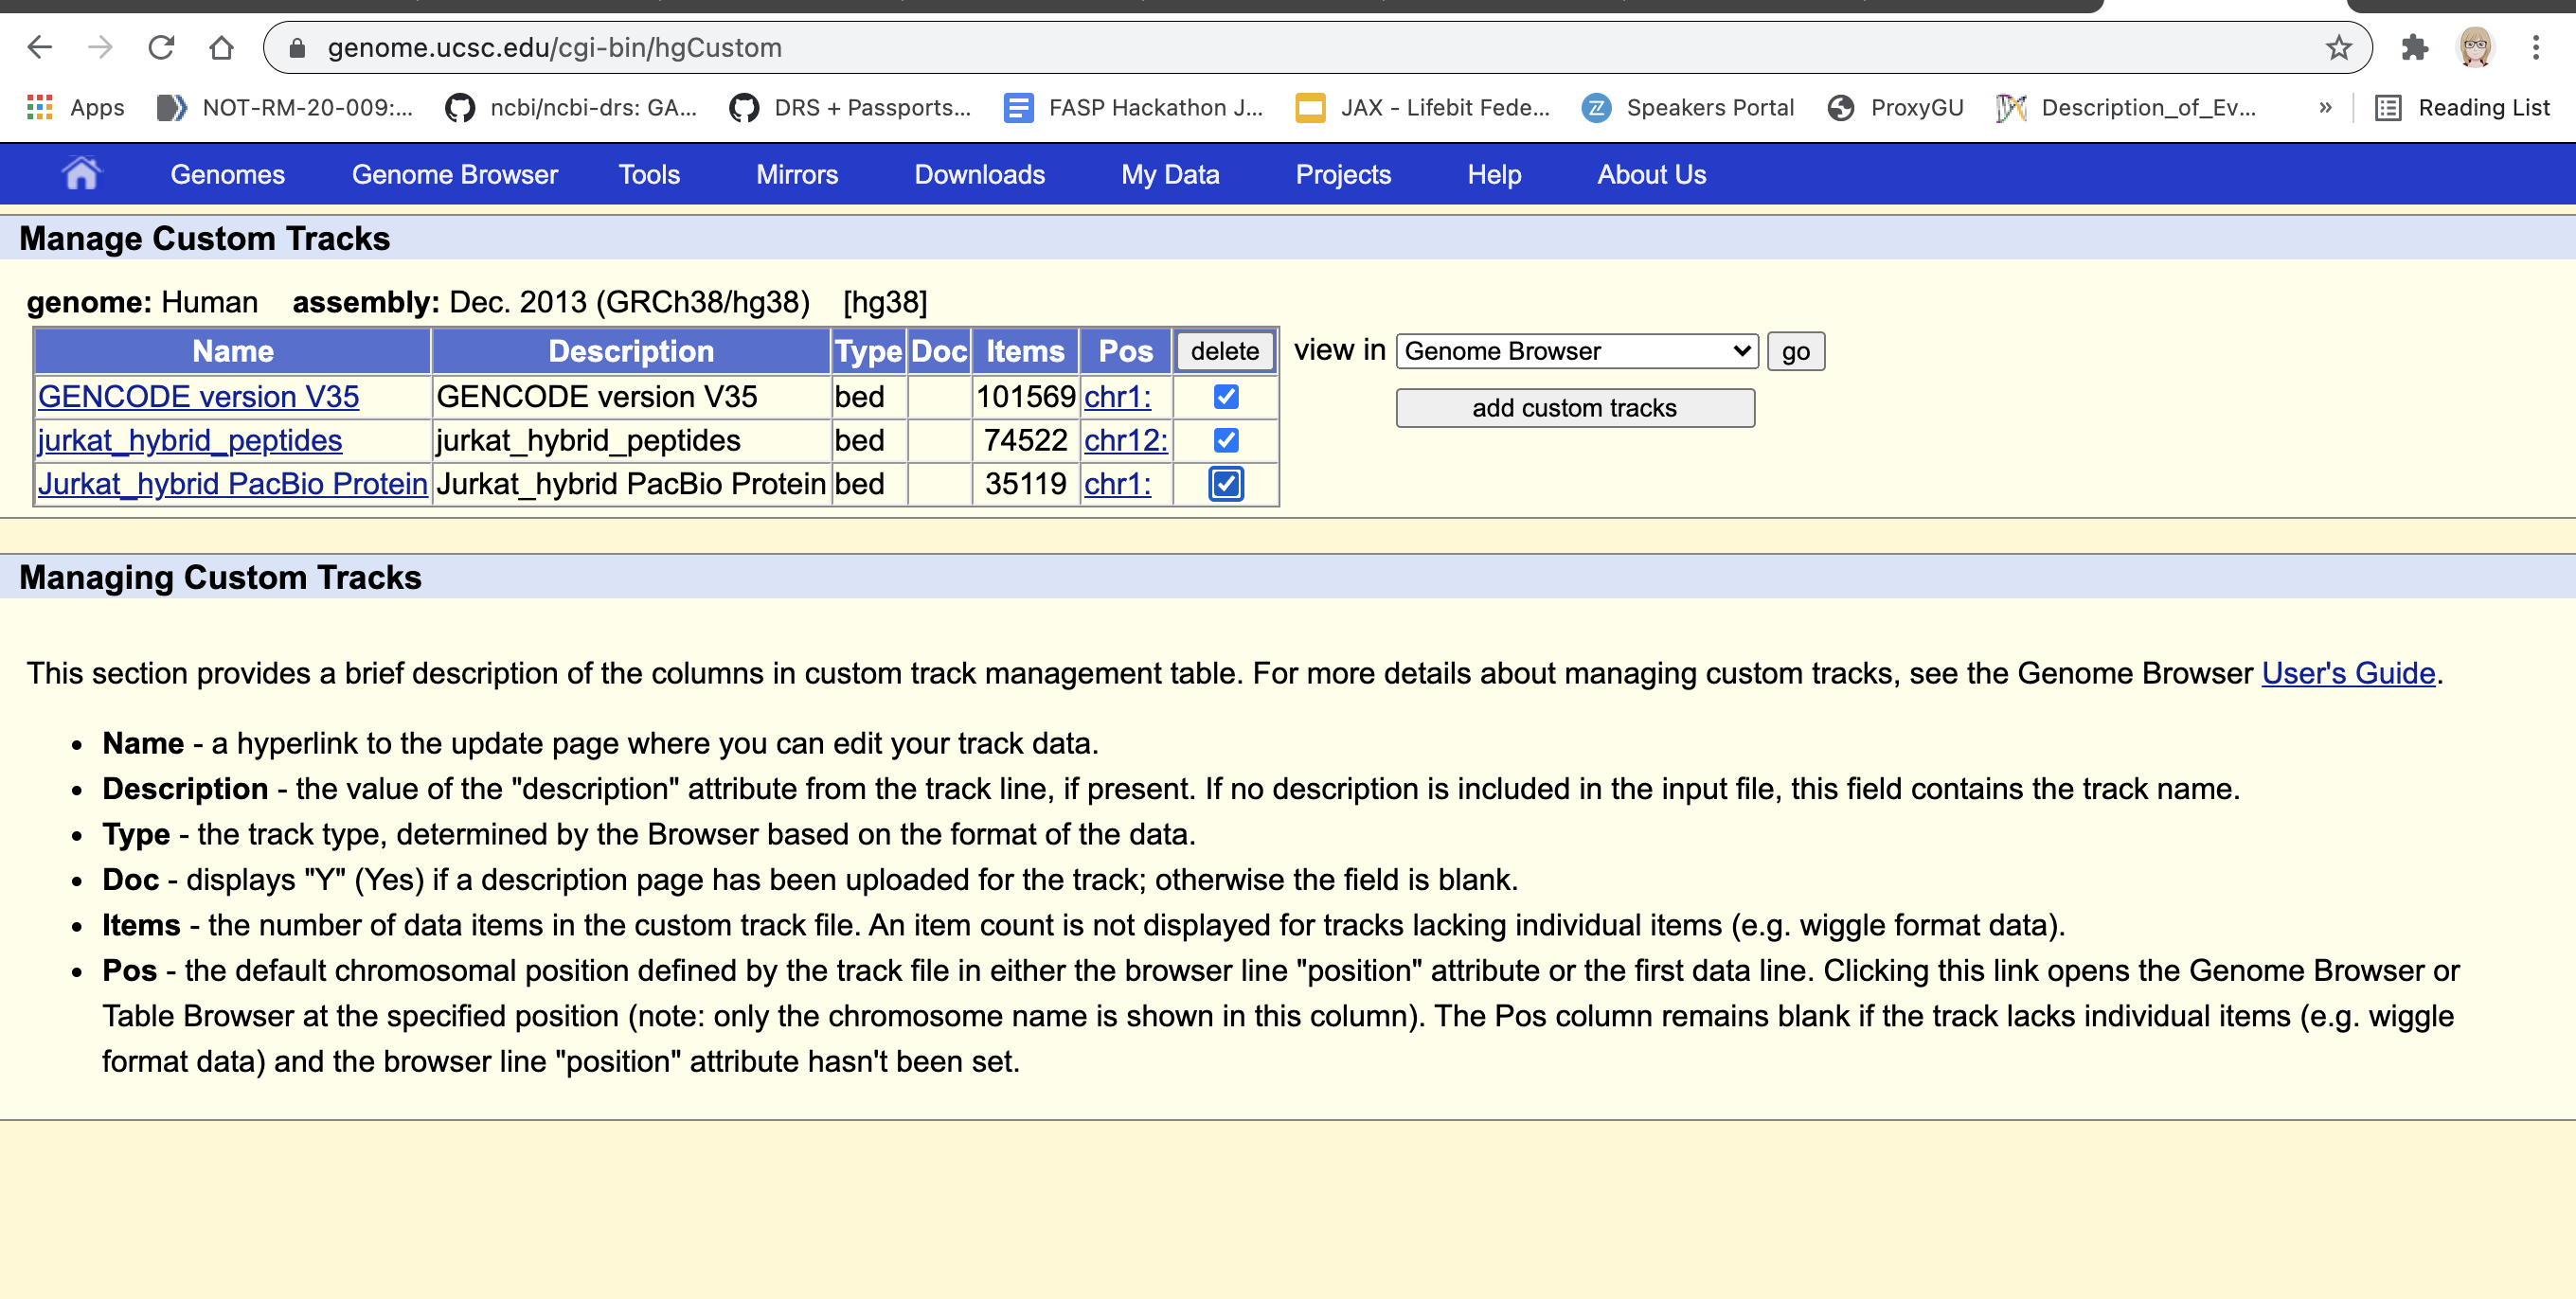 genome.ucsc.edu/cgi-bin/hgCustom
Apps NOT-RM-20-009:... ncbi/ncbi-drs: GA... DRS + Passports... FASP Hackathon J... JAX - Lifebit Fede... Z Speakers Portal ProxyGU Description_of_Ev... » Reading List
Genomes Genome Browser Tools Mirrors Downloads My Data Projects Help About Us
Manage Custom Tracks
genome: Human assembly: Dec. 2013 (GRCh38/hg38) [hg38]
Name Description Type Doc Items Pos delete view in Genome Browser go
GENCODE version V35 GENCODE version V35 bed 101569 chr1:
add custom tracks
jurkat_hybrid_peptides jurkat_hybrid_peptides bed 74522 chr12:
Jurkat_hybrid PacBio Protein Jurkat_hybrid PacBio Protein bed 35119 chr1:
Managing Custom Tracks
This section provides a brief description of the columns in custom track management table. For more details about managing custom tracks, see the Genome Browser User's Guide.
• Name - a hyperlink to the update page where you can edit your track data.
• Description - the value of the "description" attribute from the track line, if present. If no description is included in the input file, this field contains the track name.
• Type - the track type, determined by the Browser based on the format of the data.
• Doc - displays "Y" (Yes) if a description page has been uploaded for the track; otherwise the field is blank.
• Items - the number of data items in the custom track file. An item count is not displayed for tracks lacking individual items (e.g. wiggle format data).
• Pos - the default chromosomal position defined by the track file in either the browser line "position" attribute or the first data line. Clicking this link opens the Genome Browser or
Table Browser at the specified position (note: only the chromosome name is shown in this column). The Pos column remains blank if the track lacks individual items (e.g. wiggle
format data) and the browser line "position" attribute hasn't been set.